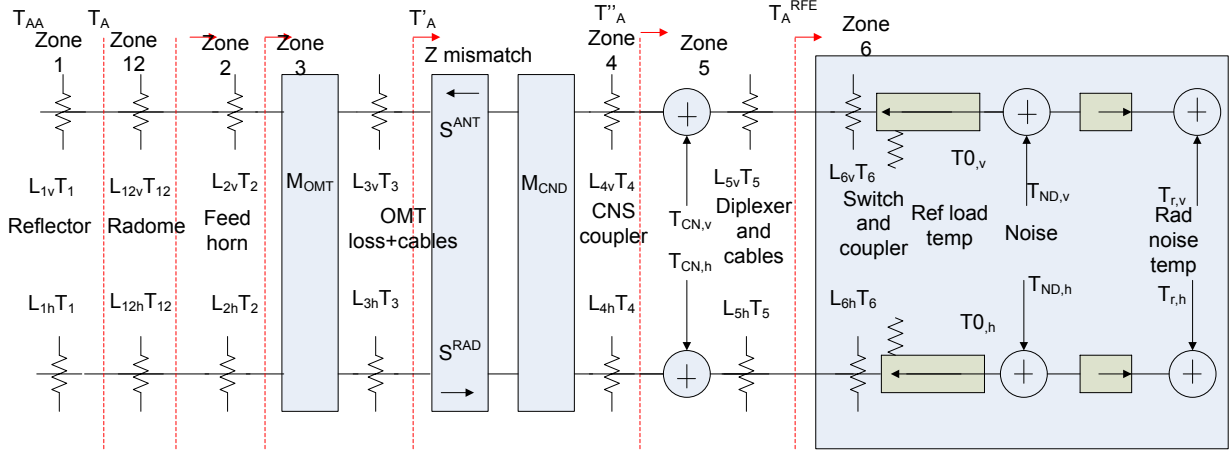 T_AA T_A T'_A T''_A T_A^RFE
Zone 1
Zone 12
Zone 2
Zone 3
Z mismatch
Zone 4
Zone 5
Zone 6
S^ANT
M_OMT
M_CND
S^RAD
L_1vT_1
L_12vT_12
L_2vT_2
L_3vT_3
L_4vT_4
L_5vT_5
L_6vT_6
T0,_v
T_ND,v
T_r,v
T_CN,v
Reflector
Radome
Feed horn
OMT loss+cables
CNS coupler
Diplexer and cables
Switch and coupler
Ref load temp
Noise
Rad noise temp
T_CN,h
L_1hT_1
L_12hT_12
L_2hT_2
L_3hT_3
L_4hT_4
L_5hT_5
L_6hT_6
T0,_h
T_ND,h
T_r,h